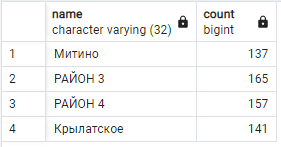 name
character varying (32)
count
bigint
1 Митино 137
2 РАЙОН 3 165
3 РАЙОН 4 157
4 Крылатское 141